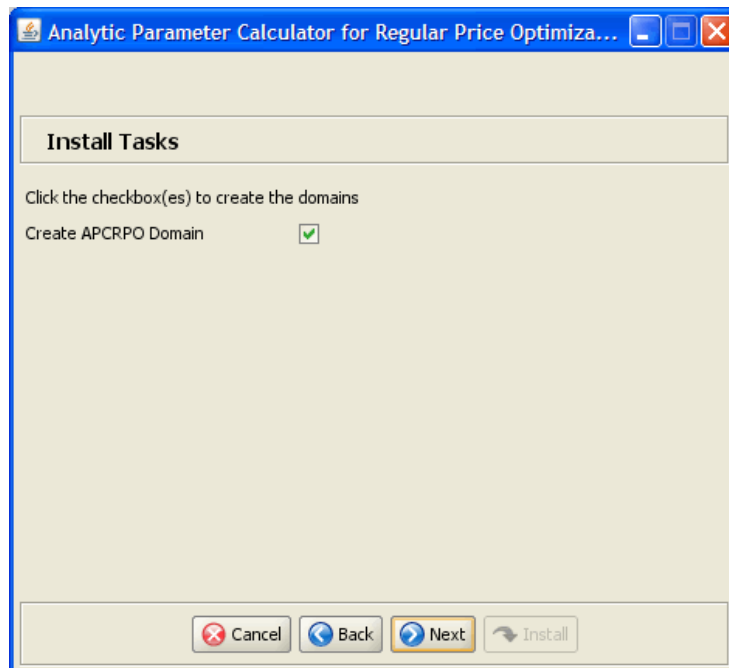 Analytic Parameter Calculator for Regular Price Optimiza...
Install Tasks
Click the checkbox(es) to create the domains
Create APCRPO Domain
Cancel Back Next Install